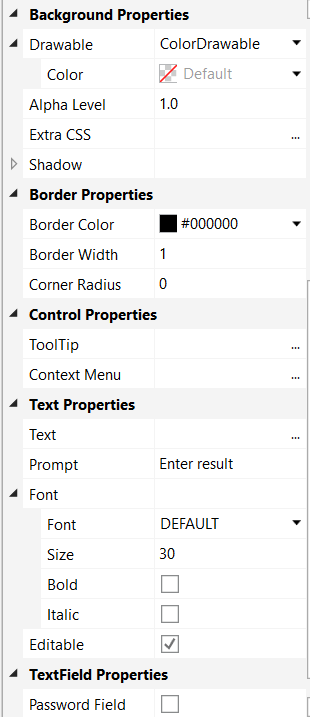 Background Properties
Drawable ColorDrawable
Color Default
Alpha Level 1.0
Extra CSS ...
Shadow
Border Properties
Border Color #000000
Border Width 1
Corner Radius 0
Control Properties
ToolTip ...
Context Menu ...
Text Properties
Text ...
Prompt Enter result
Font
Font DEFAULT
Size 30
Bold
Italic
Editable
TextField Properties
Password Field